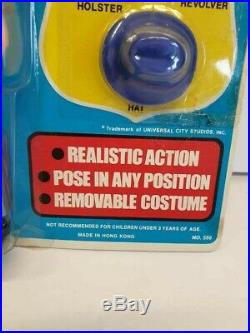 HOLSTER
REVOLVER
HAT
* Trademark of UNIVERSAL CITY STUDIOS, INC.
• REALISTIC ACTION
• POSE IN ANY POSITION
• REMOVABLE COSTUME
NOT RECOMMENDED FOR CHILDREN UNDER 3 YEARS OF AGE.
MADE IN HONG KONG
NO. 588